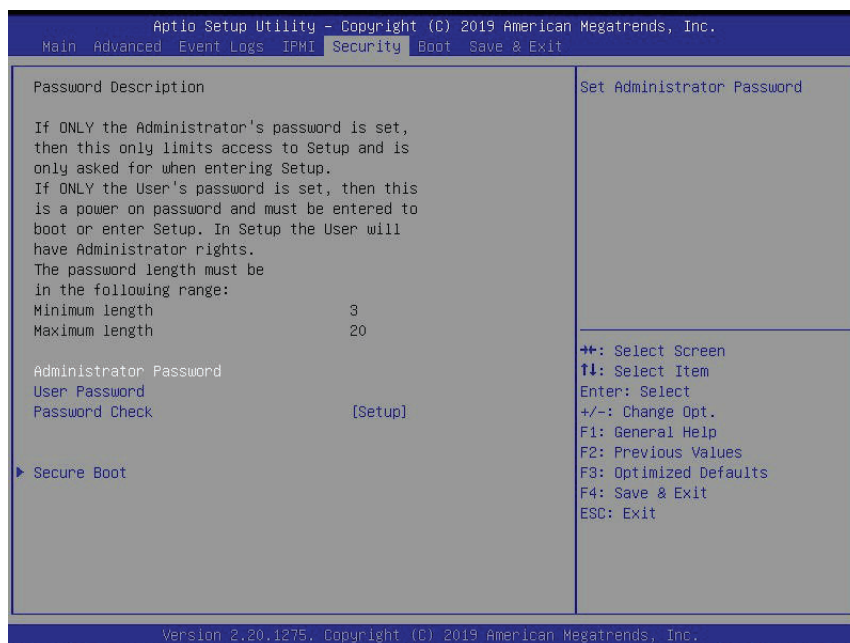 Aptio Setup Utility – Copyright (C) 2019 American Megatrends, Inc.
Main Advanced Event Logs IPMI Security Boot Save & Exit
Password Description
If ONLY the Administrator's password is set,
then this only limits access to Setup and is
only asked for when entering Setup.
If ONLY the User's password is set, then this
is a power on password and must be entered to
boot or enter Setup. In Setup the User will
have Administrator rights.
The password length must be
in the following range:
Minimum length 3
Maximum length 20
Administrator Password
User Password
Password Check [Setup]
Secure Boot
Set Administrator Password
→←: Select Screen
↑↓: Select Item
Enter: Select
+/-: Change Opt.
F1: General Help
F2: Previous Values
F3: Optimized Defaults
F4: Save & Exit
ESC: Exit
Version 2.20.1275. Copyright (C) 2019 American Megatrends, Inc.